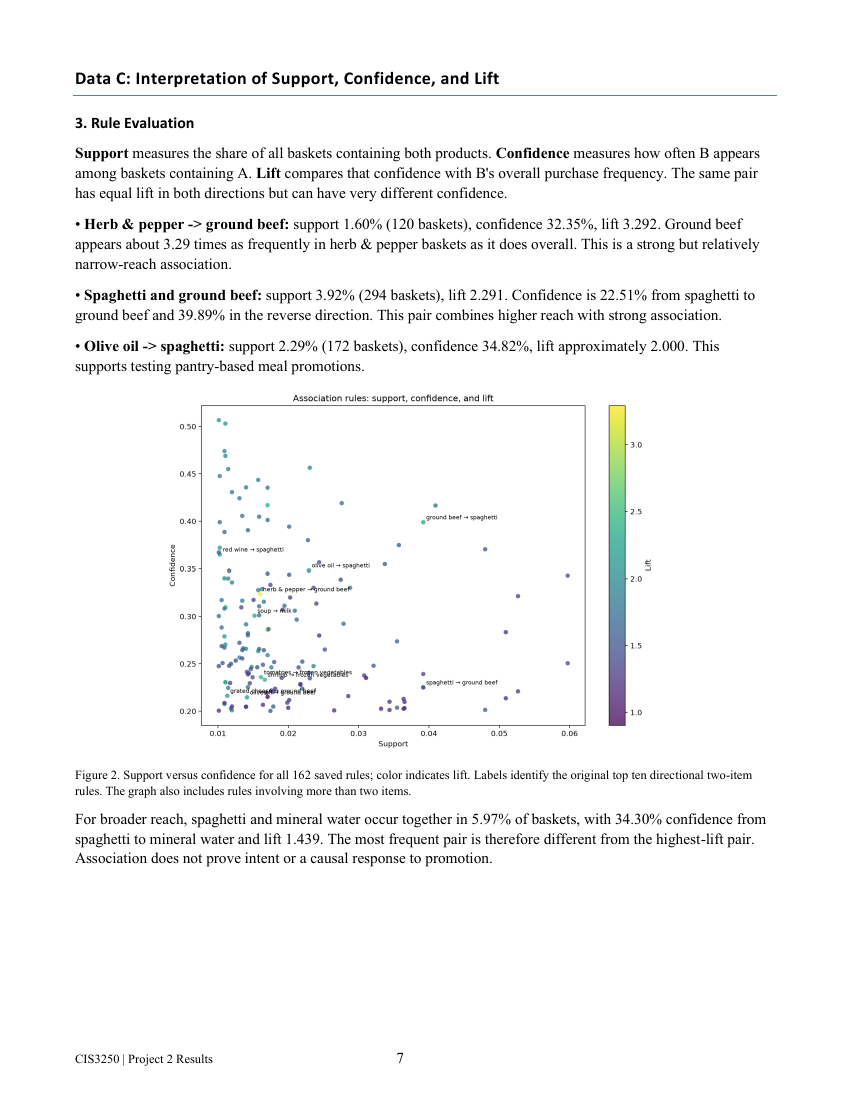 Data C: Interpretation of Support, Confidence, and Lift
3. Rule Evaluation
Support measures the share of all baskets containing both products. Confidence measures how often B appears
among baskets containing A. Lift compares that confidence with B's overall purchase frequency. The same pair
has equal lift in both directions but can have very different confidence.
• Herb & pepper -> ground beef: support 1.60% (120 baskets), confidence 32.35%, lift 3.292. Ground beef
appears about 3.29 times as frequently in herb & pepper baskets as it does overall. This is a strong but relatively
narrow-reach association.
• Spaghetti and ground beef: support 3.92% (294 baskets), lift 2.291. Confidence is 22.51% from spaghetti to
ground beef and 39.89% in the reverse direction. This pair combines higher reach with strong association.
• Olive oil -> spaghetti: support 2.29% (172 baskets), confidence 34.82%, lift approximately 2.000. This
supports testing pantry-based meal promotions.
Association rules: support, confidence, and lift
0.50
0.45
0.40
0.35
0.30
0.25
0.20
Confidence
ground beef → spaghetti
red wine → spaghetti
olive oil → spaghetti
herb & pepper → ground beef
soup → milk
tomatoes → frozen vegetables
spaghetti → ground beef
0.01
0.02
0.03
0.04
0.05
0.06
Support
3.0
2.5
2.0
1.5
1.0
Lift
Figure 2. Support versus confidence for all 162 saved rules; color indicates lift. Labels identify the original top ten directional two-item
rules. The graph also includes rules involving more than two items.
For broader reach, spaghetti and mineral water occur together in 5.97% of baskets, with 34.30% confidence from
spaghetti to mineral water and lift 1.439. The most frequent pair is therefore different from the highest-lift pair.
Association does not prove intent or a causal response to promotion.
CIS3250 | Project 2 Results
7